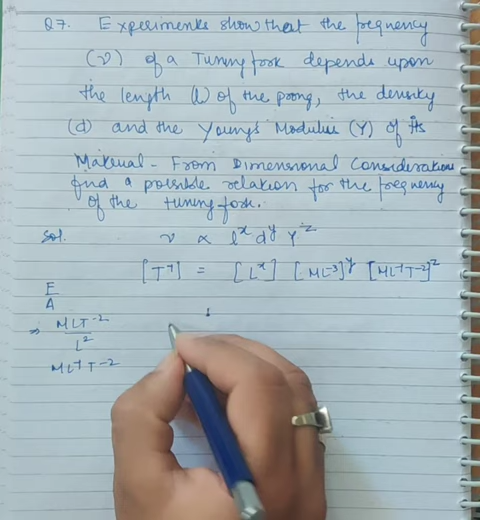 Q7. Experiments show that the frequency
(ν) of a Tuning fork depends upon
the length (l) of the prong, the density
(d) and the Young's Modulus (Y) of its
Material - From Dimensional Consideration
find a possible relation for the frequency
of the tuning fork.
Sol. ν ∝ l^x d^y Y^z
[T⁻¹] = [L^x] [ML⁻³]^y [ML⁻¹T⁻²]^z
F
A
⇒ MLT⁻²
L²
ML⁻¹T⁻²